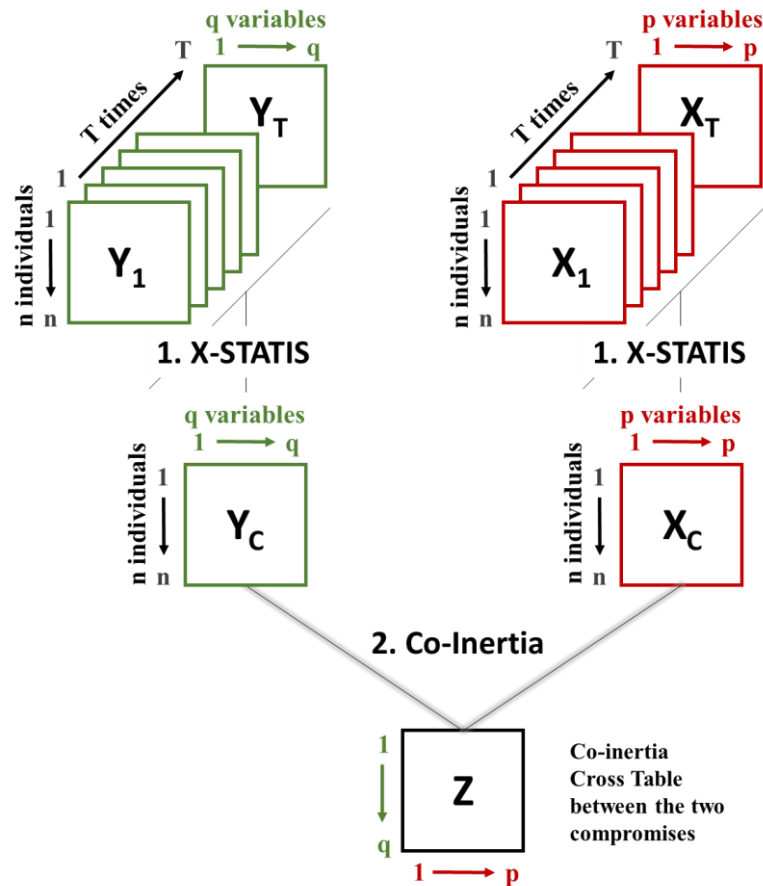 q variables
1 q
T
T times
Y_T
1
n individuals
1
n
Y_1
p variables
1 p
T
T times
X_T
1
n individuals
1
n
X_1
1. X-STATIS
1. X-STATIS
q variables
1 q
n individuals
1
n
Y_C
p variables
1 p
n individuals
1
n
X_C
2. Co-Inertia
1
q
Z
1 p
Co-inertia
Cross Table
between the two
compromises